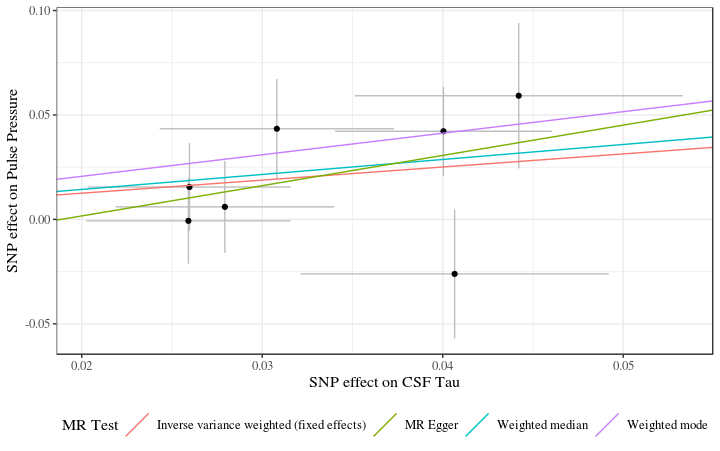 0.10
0.05
0.00
-0.05
SNP effect on Pulse Pressure
0.02 0.03 0.04 0.05
SNP effect on CSF Tau
MR Test Inverse variance weighted (fixed effects) MR Egger Weighted median Weighted mode